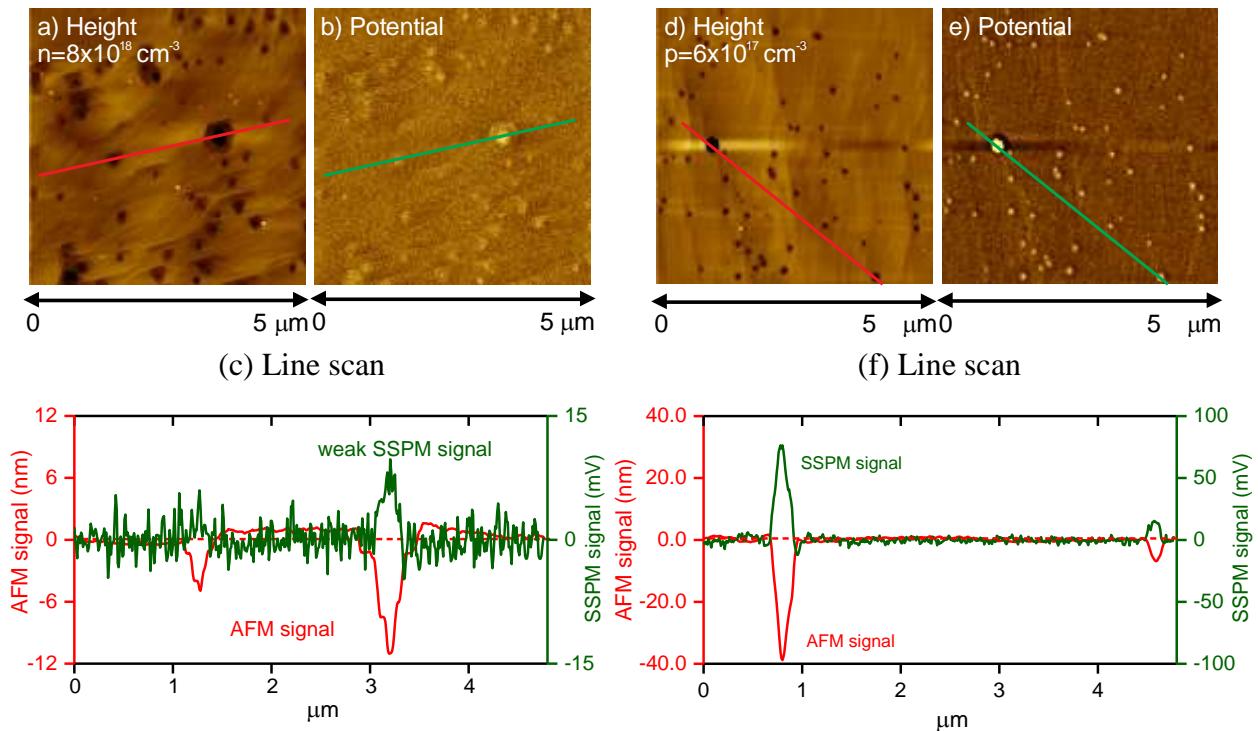 a) Height
n=8x10¹⁸ cm⁻³
b) Potential
0
5 μm
0
5 μm
(c) Line scan
12
6
0
-6
-12
AFM signal (nm)
weak SSPM signal
AFM signal
15
0
-15
SSPM signal (mV)
0
1
2
3
4
μm
d) Height
p=6x10¹⁷ cm⁻³
e) Potential
0
5 μm
0
5 μm
(f) Line scan
40.0
20.0
0.0
-20.0
-40.0
AFM signal (nm)
SSPM signal
AFM signal
100
50
0
-50
-100
SSPM signal (mV)
0
1
2
3
4
μm